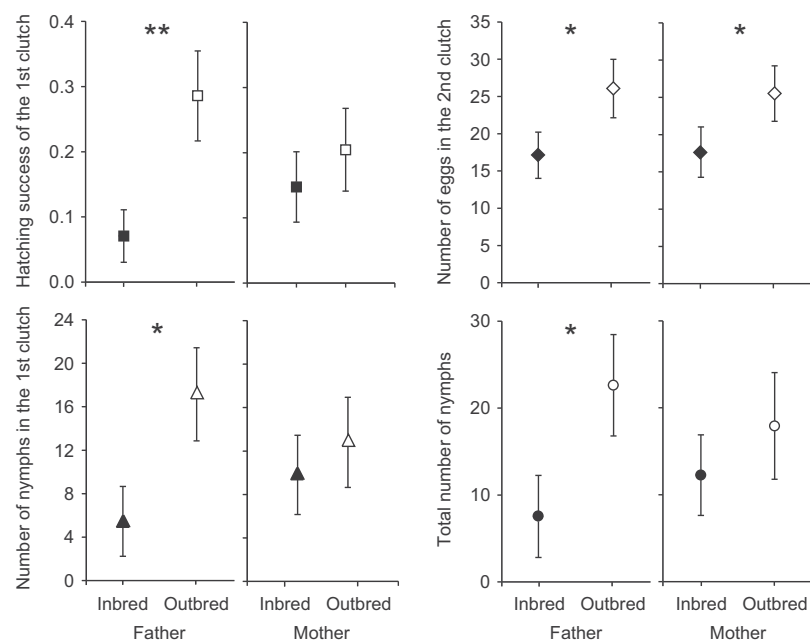 Hatching success of the 1st clutch
0.4
0.3
0.2
0.1
0.0
**
Number of eggs in the 2nd clutch
35
30
25
20
15
10
5
0
*
*
Number of nymphs in the 1st clutch
24
20
16
12
8
4
0
*
Inbred Outbred
Father
Inbred Outbred
Mother
Total number of nymphs
30
20
10
0
*
Inbred Outbred
Father
Inbred Outbred
Mother